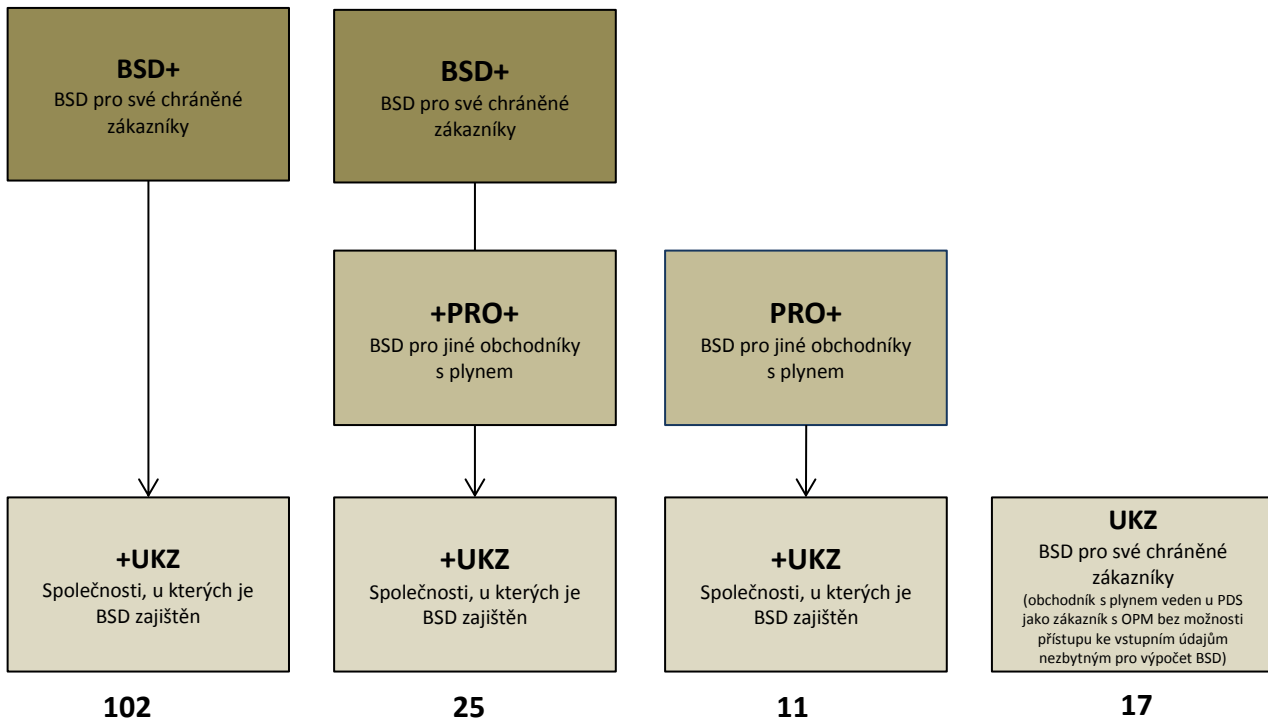 BSD+
BSD pro své chráněné
zákazníky
BSD+
BSD pro své chráněné
zákazníky
+PRO+
BSD pro jiné obchodníky
s plynem
PRO+
BSD pro jiné obchodníky
s plynem
+UKZ
Společnosti, u kterých je
BSD zajištěn
+UKZ
Společnosti, u kterých je
BSD zajištěn
+UKZ
Společnosti, u kterých je
BSD zajištěn
UKZ
BSD pro své chráněné
zákazníky
(obchodník s plynem veden u PDS
jako zákazník s OPM bez možnosti
přístupu ke vstupním údajům
nezbytným pro výpočet BSD)
102
25
11
17